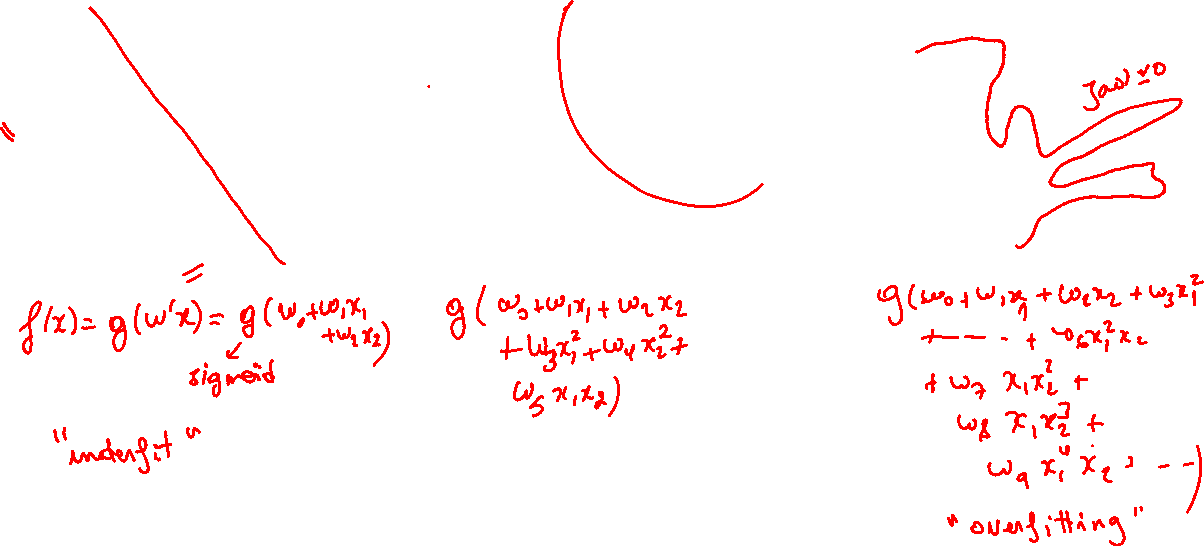 f(x) = g(w'x) = g(w₀+w₁x₁
+w₂x₂)
sigmoid
"underfit"
g(w₀+w₁x₁+w₂x₂
+w₃x₁²+w₄x₂²+
w₅x₁x₂)
J(w)≈0
g(w₀+w₁x₁+w₂x₂+w₃x₁²
+---.+w₆x₁²x₂
+w₇x₁x₂²+
w₈x₁x₂³+
w₉x₁⁴x₂, ---)
"overfitting"